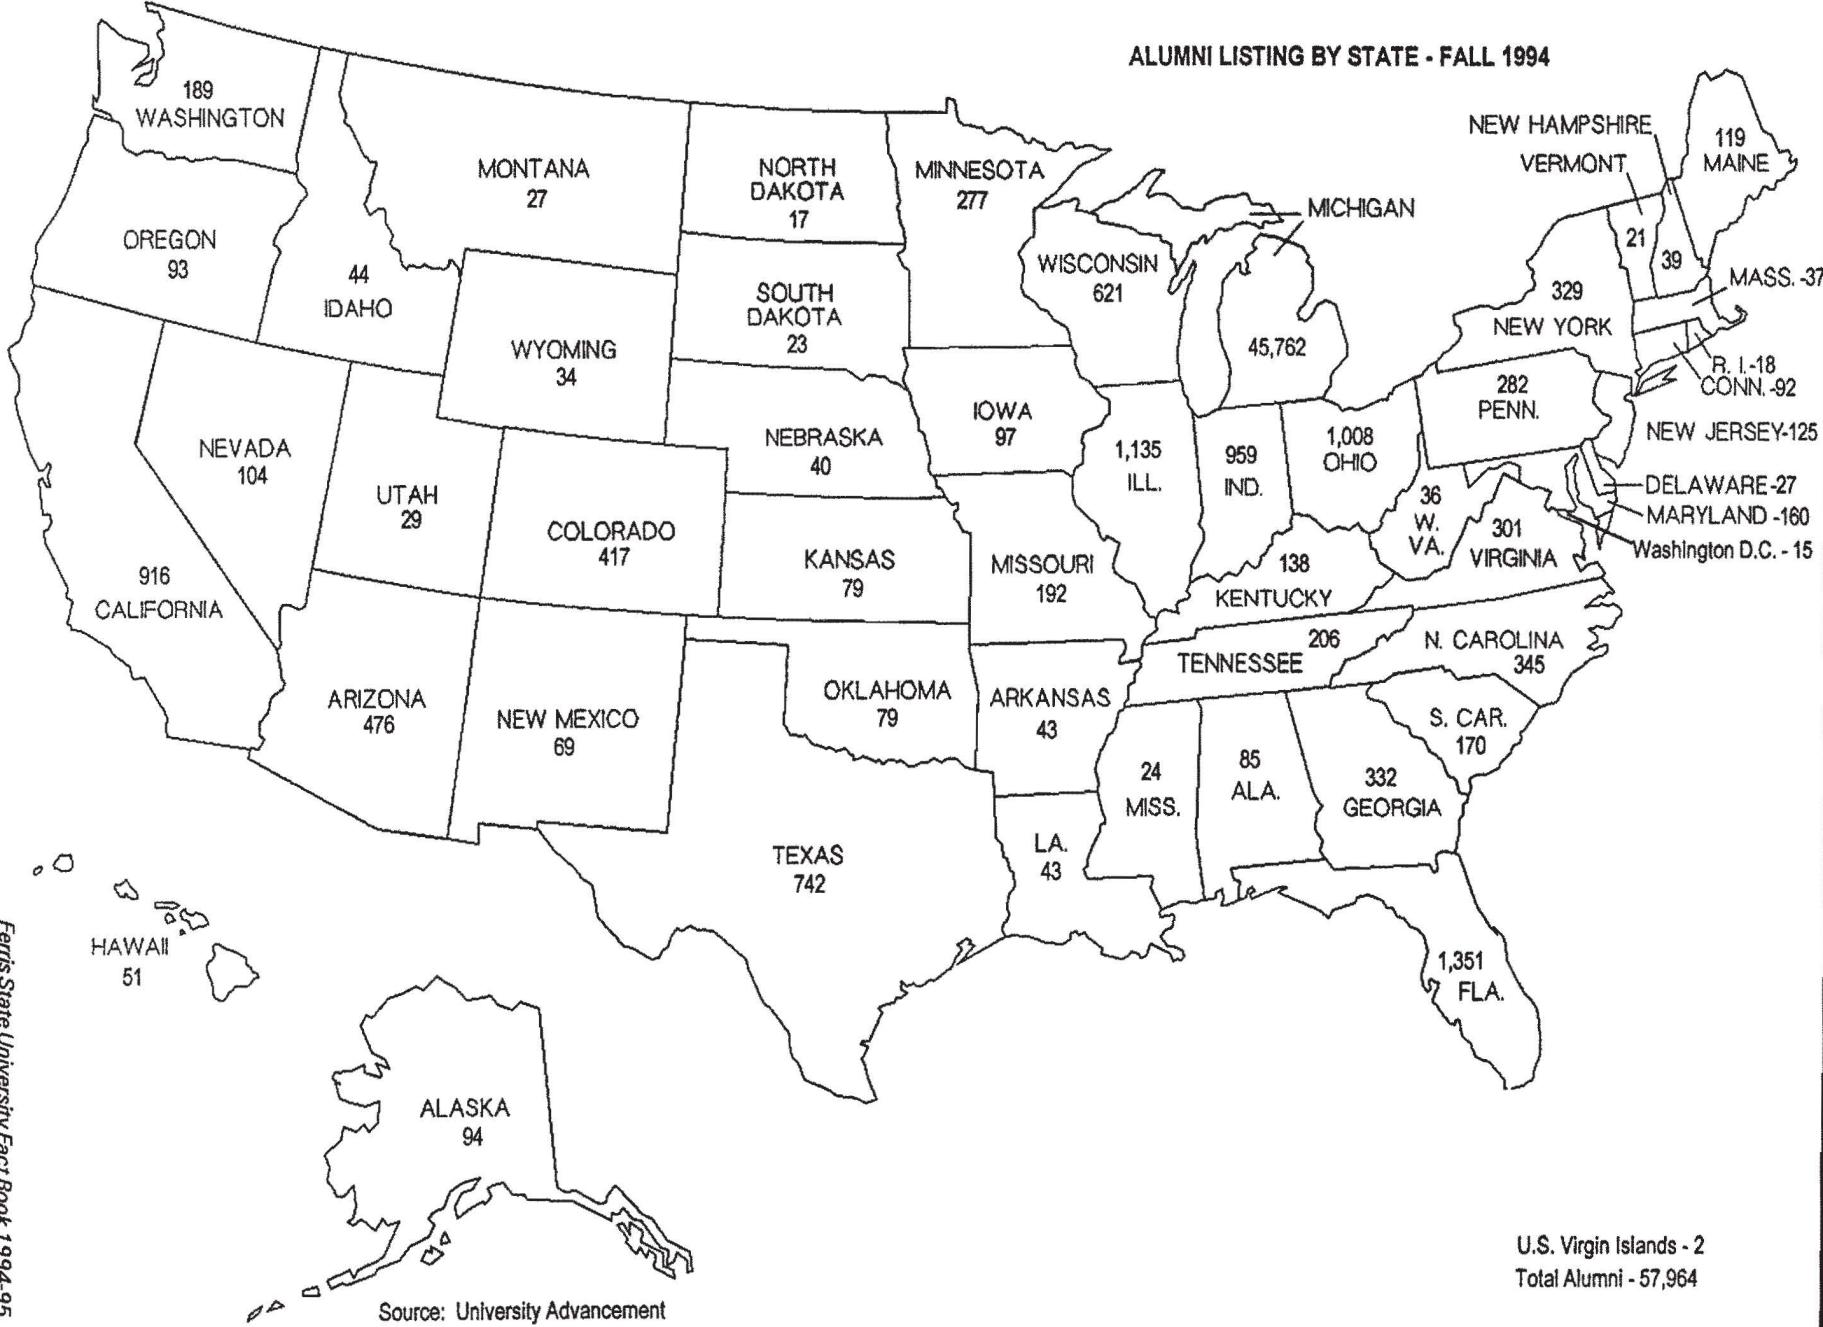 ALUMNI LISTING BY STATE - FALL 1994
189
WASHINGTON
OREGON
93
44
IDAHO
MONTANA
27
NORTH
DAKOTA
17
MINNESOTA
277
SOUTH
DAKOTA
23
WYOMING
34
WISCONSIN
621
MICHIGAN
45,762
NEW HAMPSHIRE
VERMONT
119
MAINE
21
39
329
NEW YORK
MASS. -37
R. I.-18
CONN. -92
282
PENN.
NEW JERSEY-125
DELAWARE-27
MARYLAND -160
Washington D.C. - 15
NEVADA
104
UTAH
29
COLORADO
417
NEBRASKA
40
IOWA
97
1,135
ILL.
959
IND.
1,008
OHIO
36
W.
VA.
301
VIRGINIA
916
CALIFORNIA
KANSAS
79
MISSOURI
192
138
KENTUCKY
206
TENNESSEE
N. CAROLINA
345
ARIZONA
476
NEW MEXICO
69
OKLAHOMA
79
ARKANSAS
43
S. CAR.
170
24
MISS.
85
ALA.
332
GEORGIA
TEXAS
742
LA.
43
1,351
FLA.
HAWAII
51
ALASKA
94
U.S. Virgin Islands - 2
Total Alumni - 57,964
Source: University Advancement
Ferris State University Fact Book 1994-95